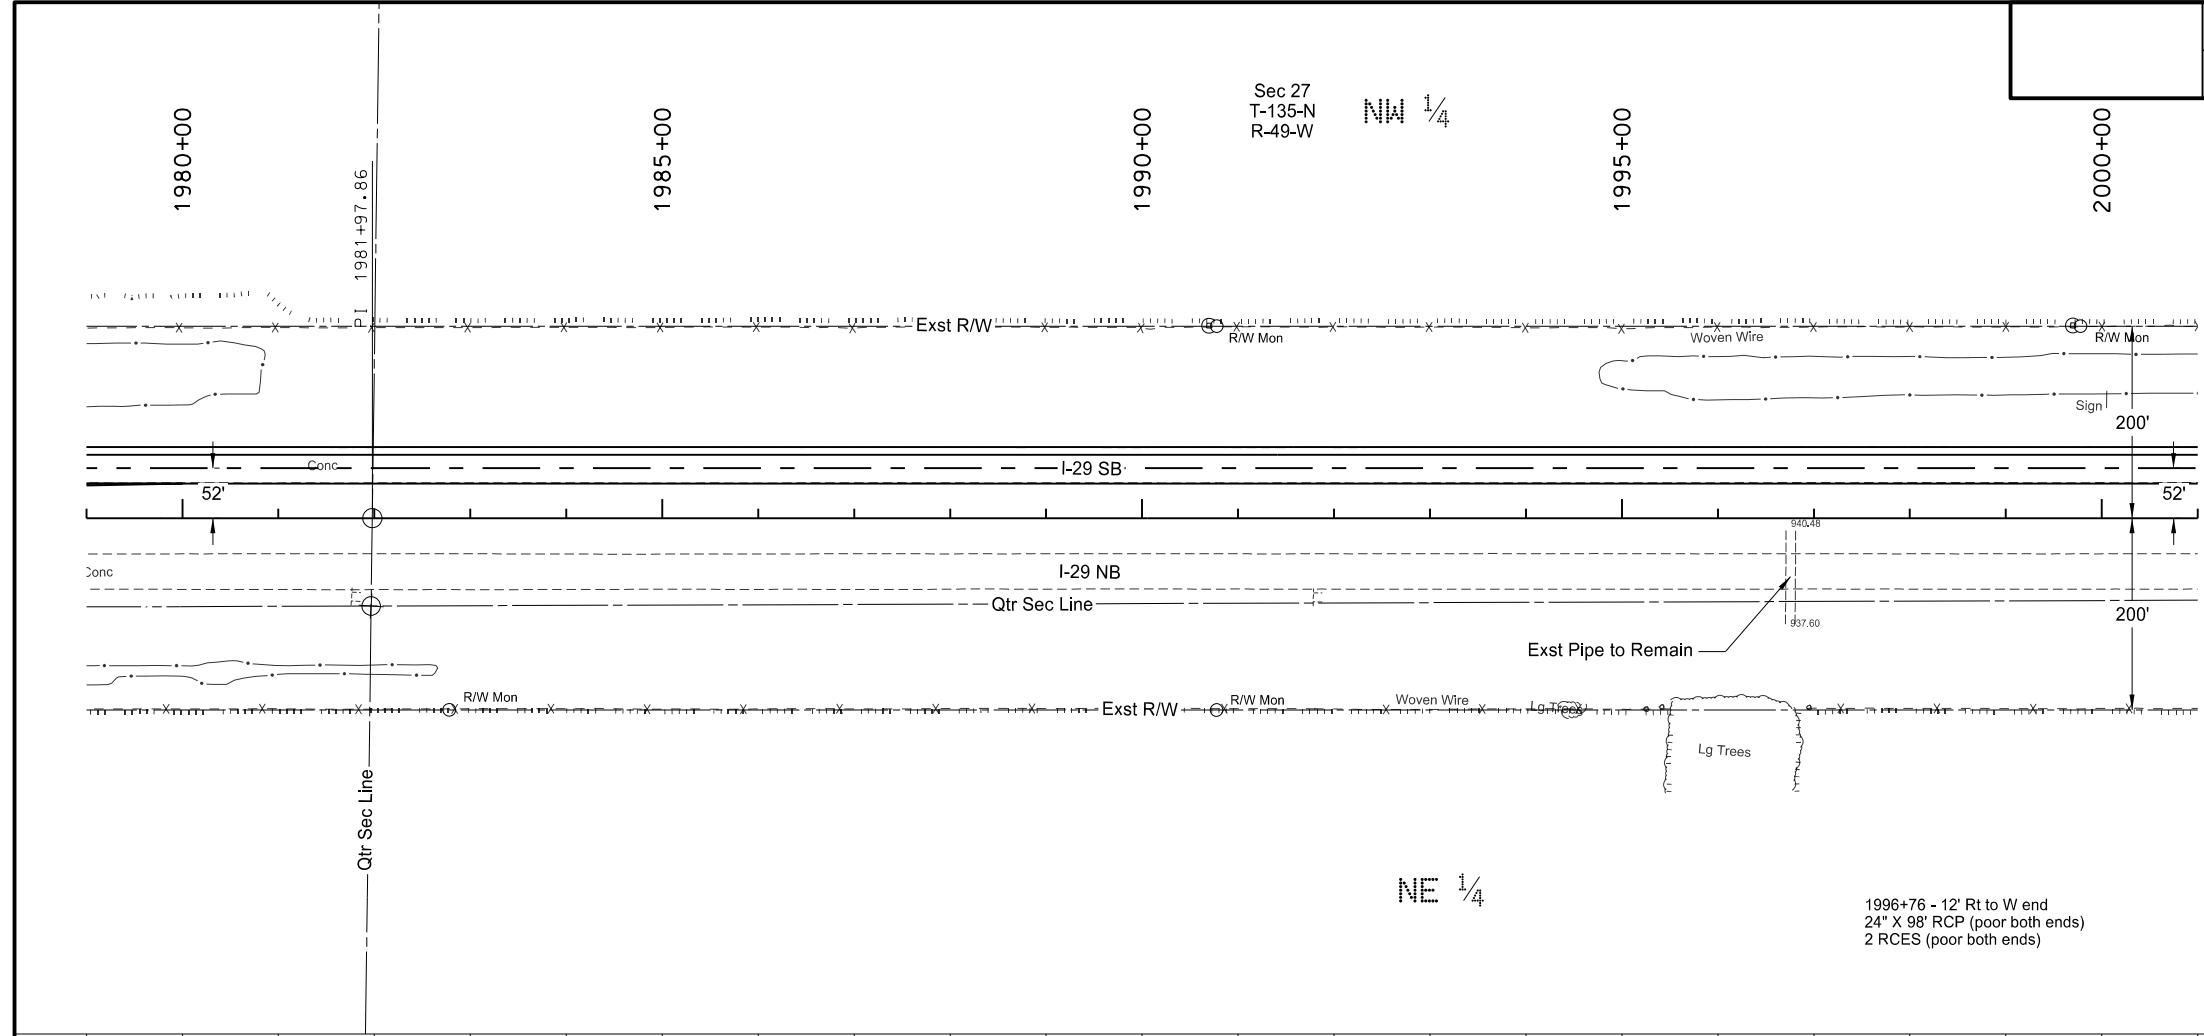 Sec 27
T-135-N
R-49-W
NW 1/4
1980+00
PI 1981+97.86
1985+00
1990+00
1995+00
2000+00
Exst R/W
R/W Mon
Woven Wire
R/W Mon
Sign
200'
Conc
I-29 SB
52'
52'
940.48
Conc
I-29 NB
Qtr Sec Line
937.60
200'
Exst Pipe to Remain
R/W Mon
Exst R/W
R/W Mon
Woven Wire
Lg Trees
Lg Trees
Qtr Sec Line
NE 1/4
1996+76 - 12' Rt to W end
24" X 98' RCP (poor both ends)
2 RCES (poor both ends)